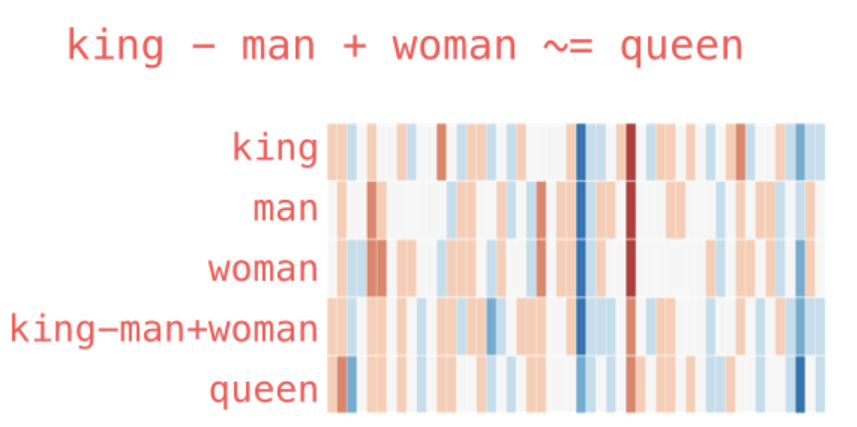 king − man + woman ~= queen
king
man
woman
king−man+woman
queen